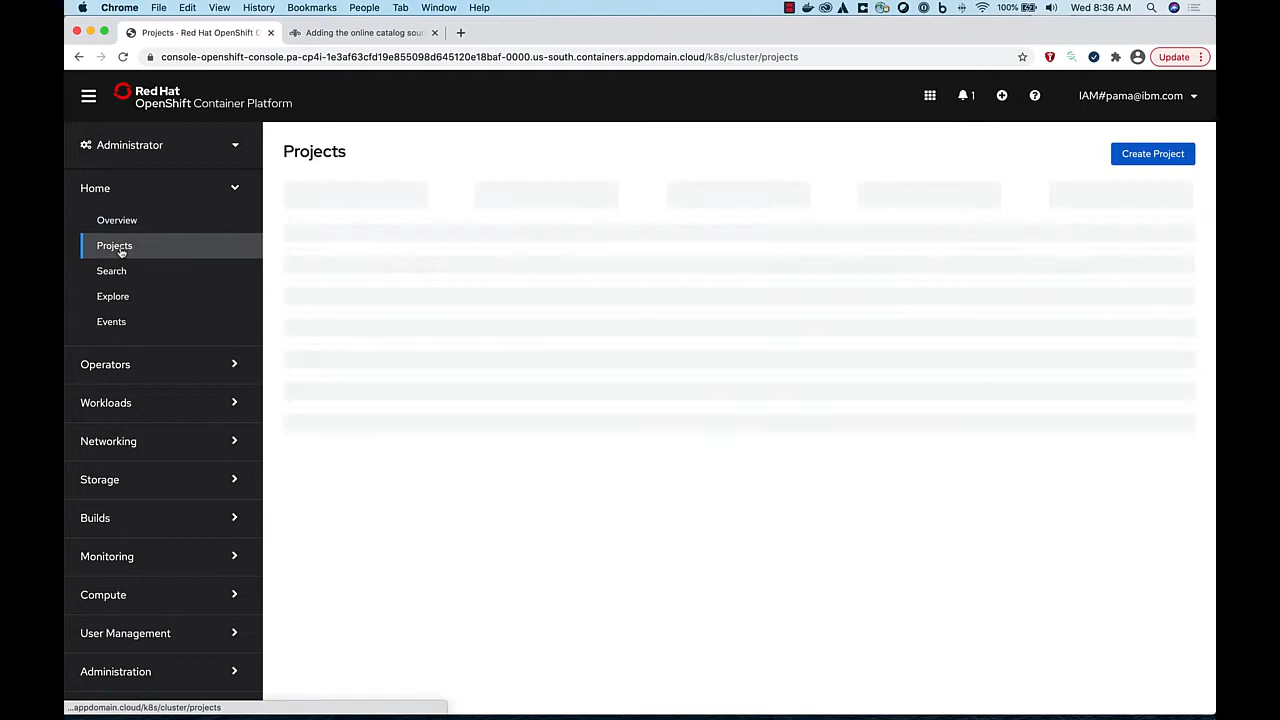 Chrome File Edit View History Bookmarks People Tab Window Help 100% Wed 8:36 AM
Projects - Red Hat OpenShift C
Adding the online catalog sou
console-openshift-console.pa-cp4i-1e3af63cfd19e855098d645120e18baf-0000.us-south.containers.appdomain.cloud/k8s/cluster/projects
Update
Red Hat
OpenShift Container Platform
1
IAM#pama@ibm.com
Administrator
Home
Overview
Projects
Search
Explore
Events
Operators
Workloads
Networking
Storage
Builds
Monitoring
Compute
User Management
Administration
Projects
Create Project
...appdomain.cloud/k8s/cluster/projects